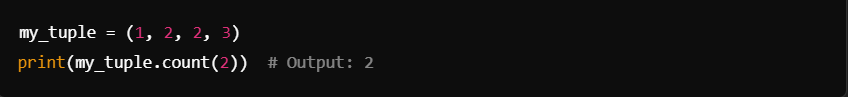 my_tuple = (1, 2, 2, 3)
print(my_tuple.count(2))  # Output: 2